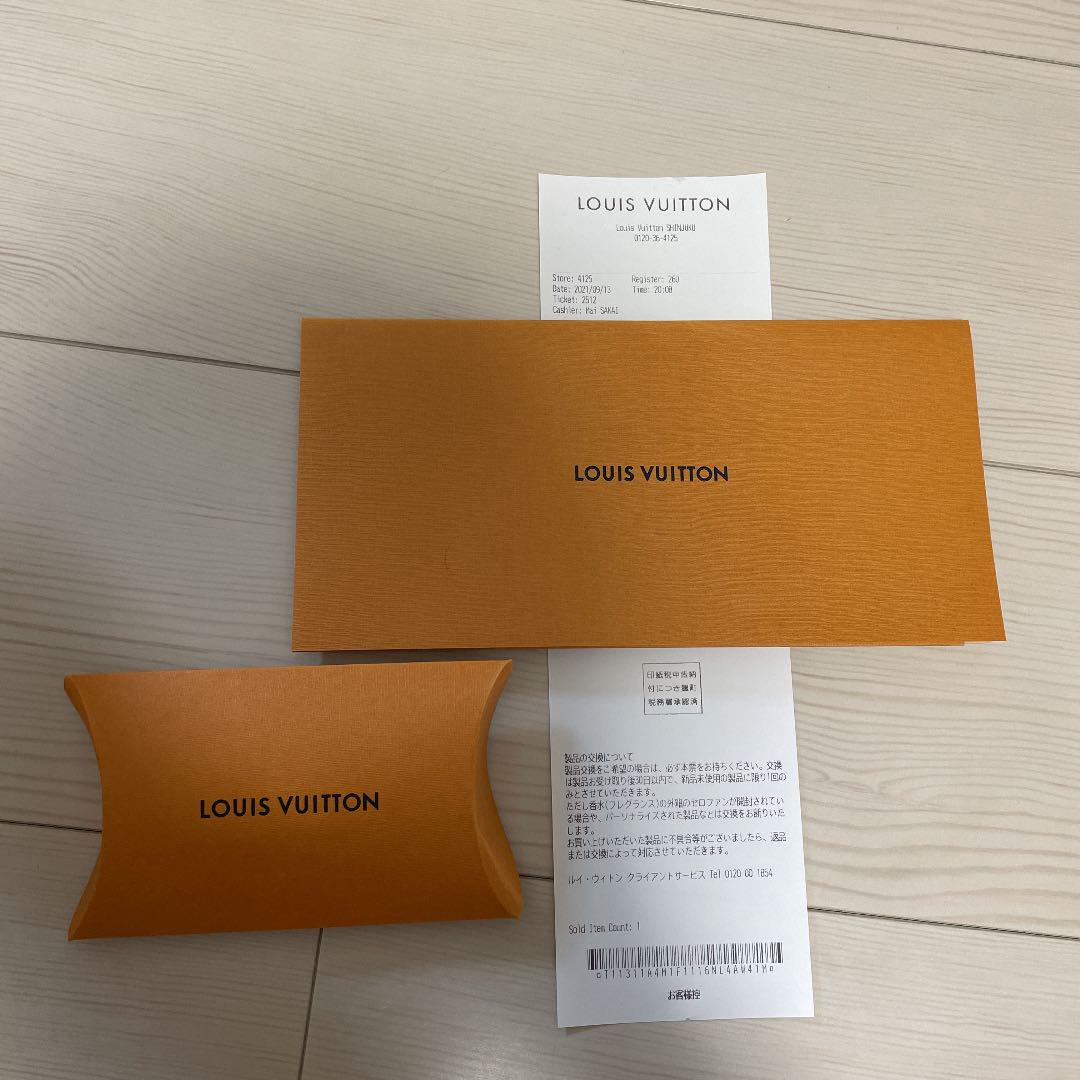 LOUIS VUITTON
Louis Vuitton SHINJUKU
0120-36-4125
Store: 4125 Register: 260
Date: 2021/09/13 Time: 20:08
Ticket: 2512
Cashier: Mai SAKAI
LOUIS VUITTON
LOUIS VUITTON
印紙税申告納
付につき麹町
税務署承認済
製品の交換について
製品交換をご希望の場合は、必ず本票をお持ちください。交換
は製品お受け取り後30日以内で、新品未使用の製品に限り1回の
みとさせていただきます。
ただし香水(フレグランス)の外箱のセロファンが開封されてい
る場合や、パーソナライズされた製品などは交換をお断りいた
します。
お買い上げいただいた製品に不具合等がございましたら、返品
または交換によって対応させていただきます。
ルイ・ヴィトン クライアントサービス Tel 0120 00 1854
Sold Item Count: 1
cT11311A4M1F1116NL4AW41Me
お客様控